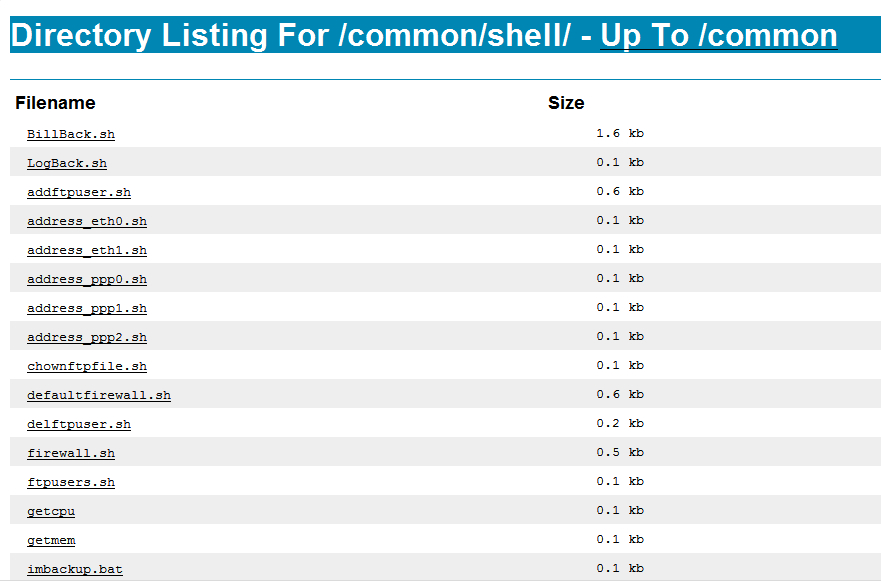 Directory Listing For /common/shell/ - Up To /common
Filename Size
BillBack.sh 1.6 kb
LogBack.sh 0.1 kb
addftpuser.sh 0.6 kb
address_eth0.sh 0.1 kb
address_eth1.sh 0.1 kb
address_ppp0.sh 0.1 kb
address_ppp1.sh 0.1 kb
address_ppp2.sh 0.1 kb
chownftpfile.sh 0.1 kb
defaultfirewall.sh 0.6 kb
delftpuser.sh 0.2 kb
firewall.sh 0.5 kb
ftpusers.sh 0.1 kb
getcpu 0.1 kb
getmem 0.1 kb
imbackup.bat 0.1 kb